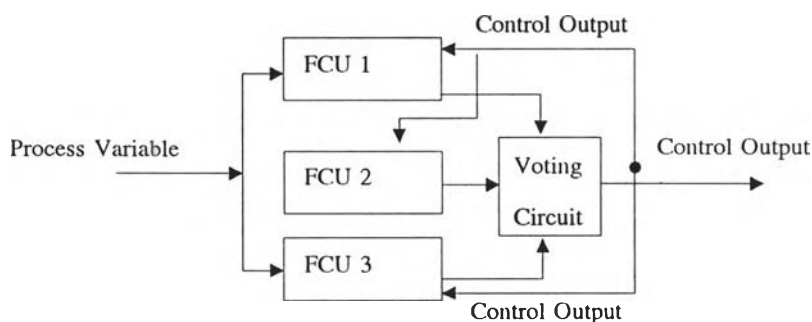 Control Output
FCU 1
Process Variable
FCU 2
Voting
Circuit
Control Output
FCU 3
Control Output